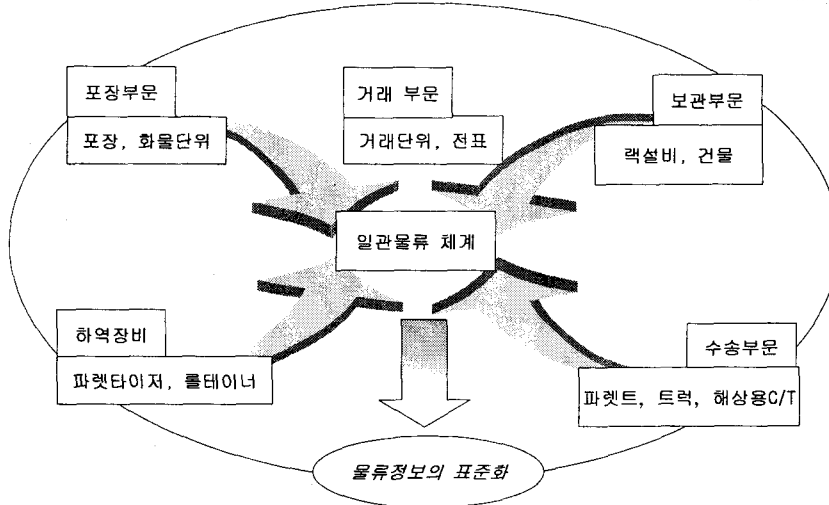 포장부문
포장, 화물단위
거래 부문
거래단위, 전표
보관부문
랙설비, 건물
일관물류 체계
하역장비
파렛타이저, 롤테이너
수송부문
파렛트, 트럭, 해상용C/T
물류정보의 표준화